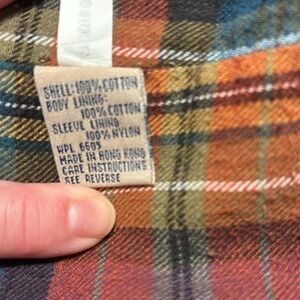 SHELL: 100% COTTON
BODY LINING:
100% COTTON
SLEEVE LINING
100% NYLON
WPL 6605
MADE IN HONG KONG
CARE INSTRUCTIONS
SEE REVERSE